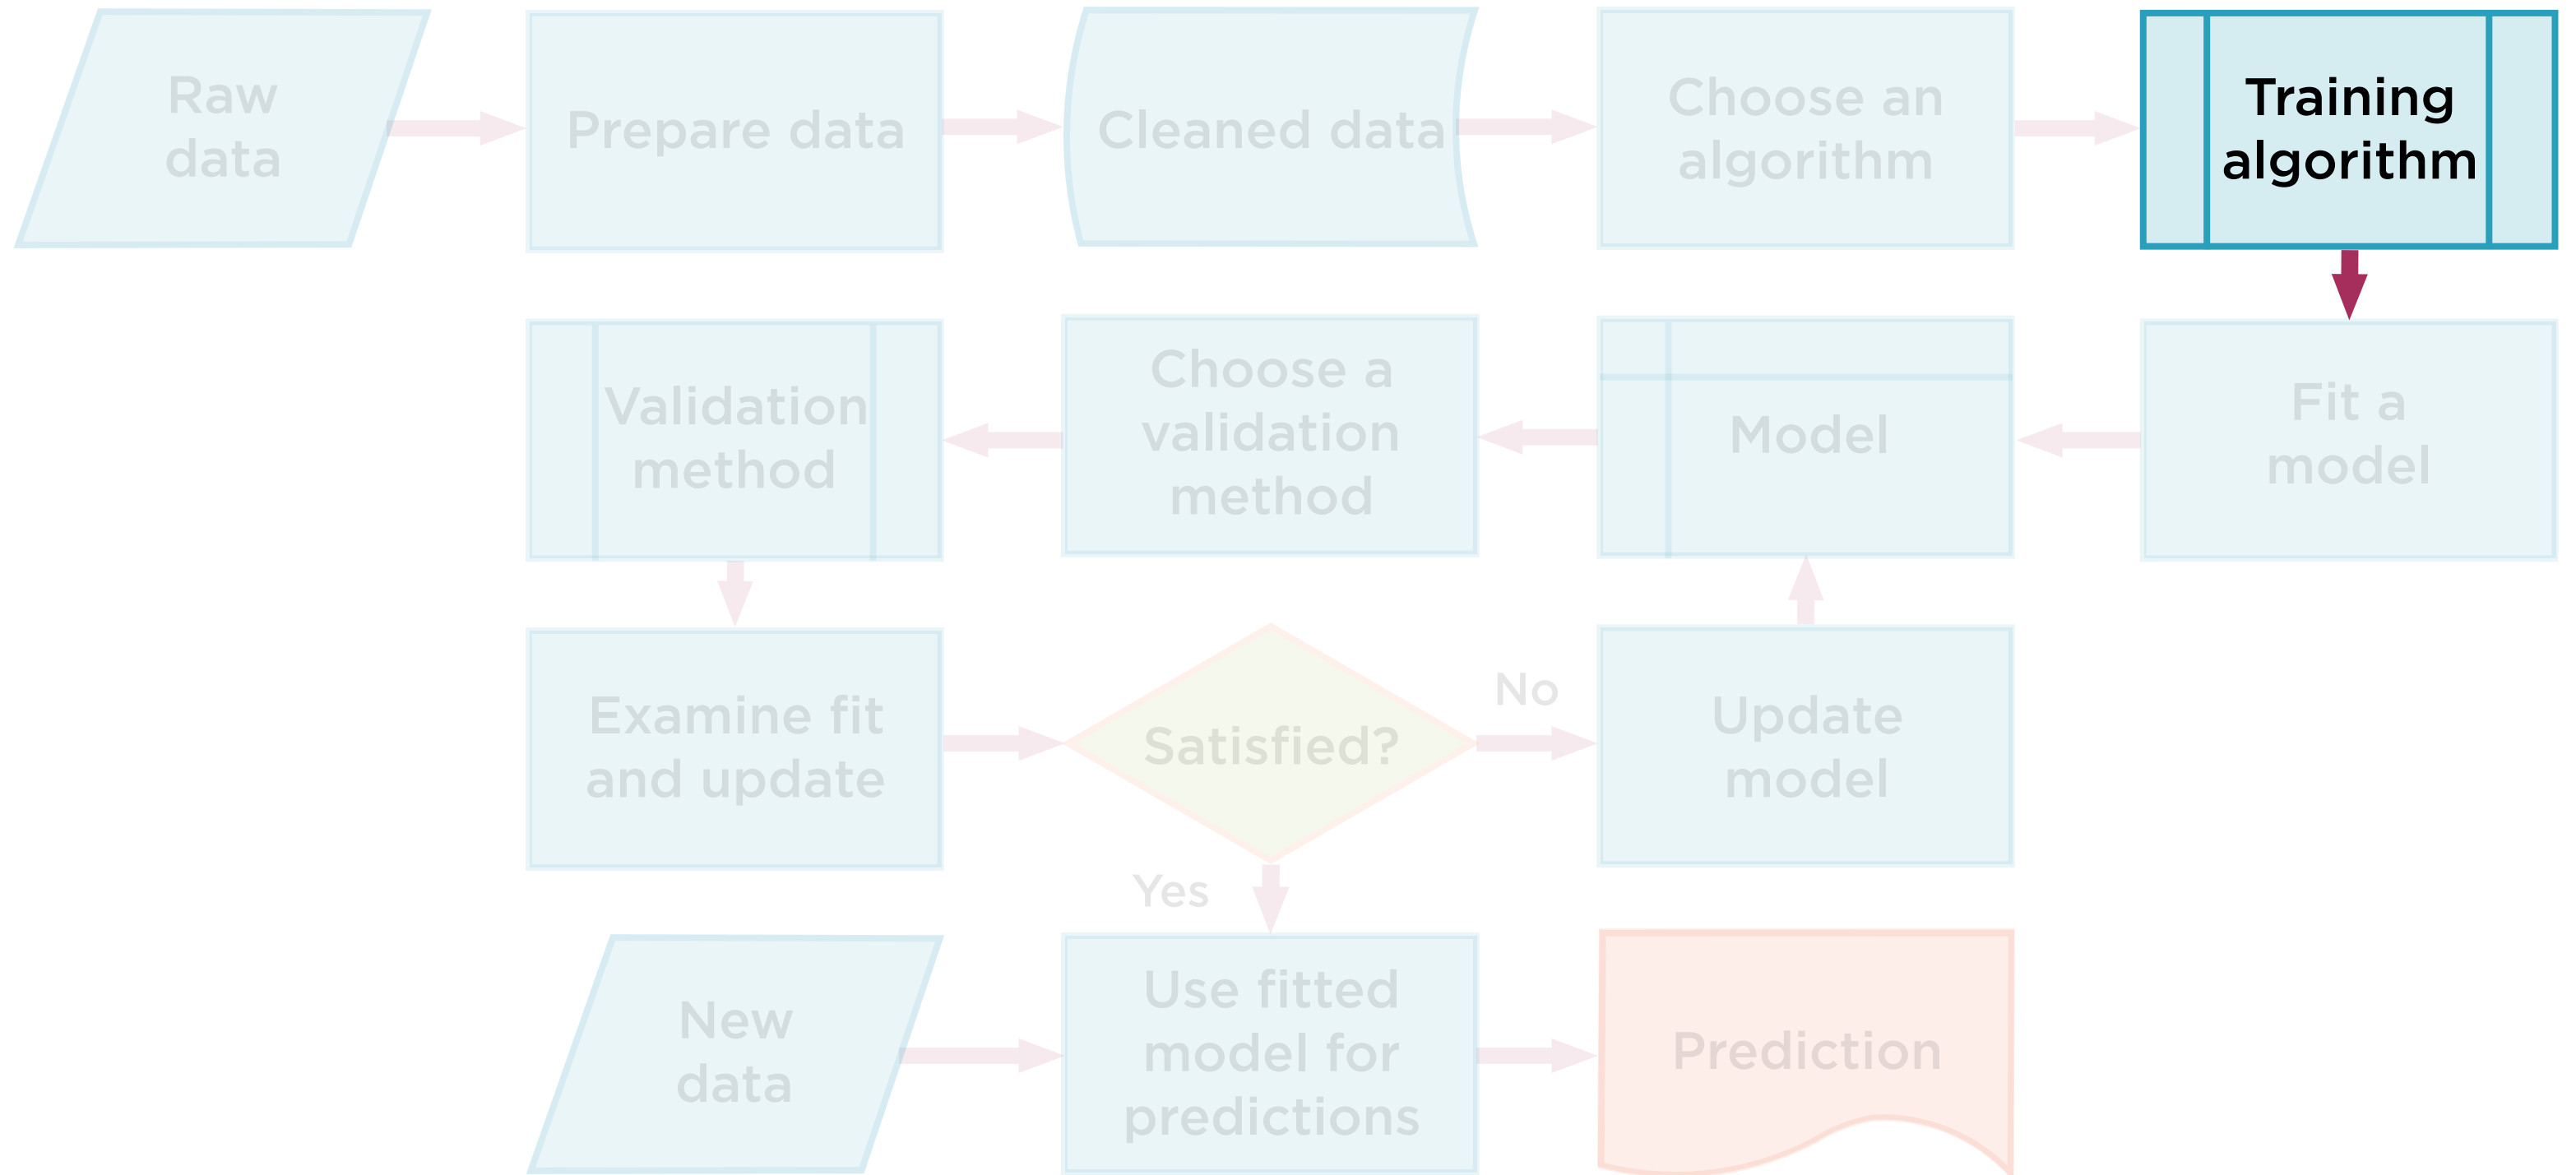 Raw
data
Prepare data
Cleaned data
Choose an
algorithm
Training
algorithm
Validation
method
Choose a
validation
method
Model
Fit a
model
Examine fit
and update
Satisfied?
No
Update
model
Yes
New
data
Use fitted
model for
predictions
Prediction